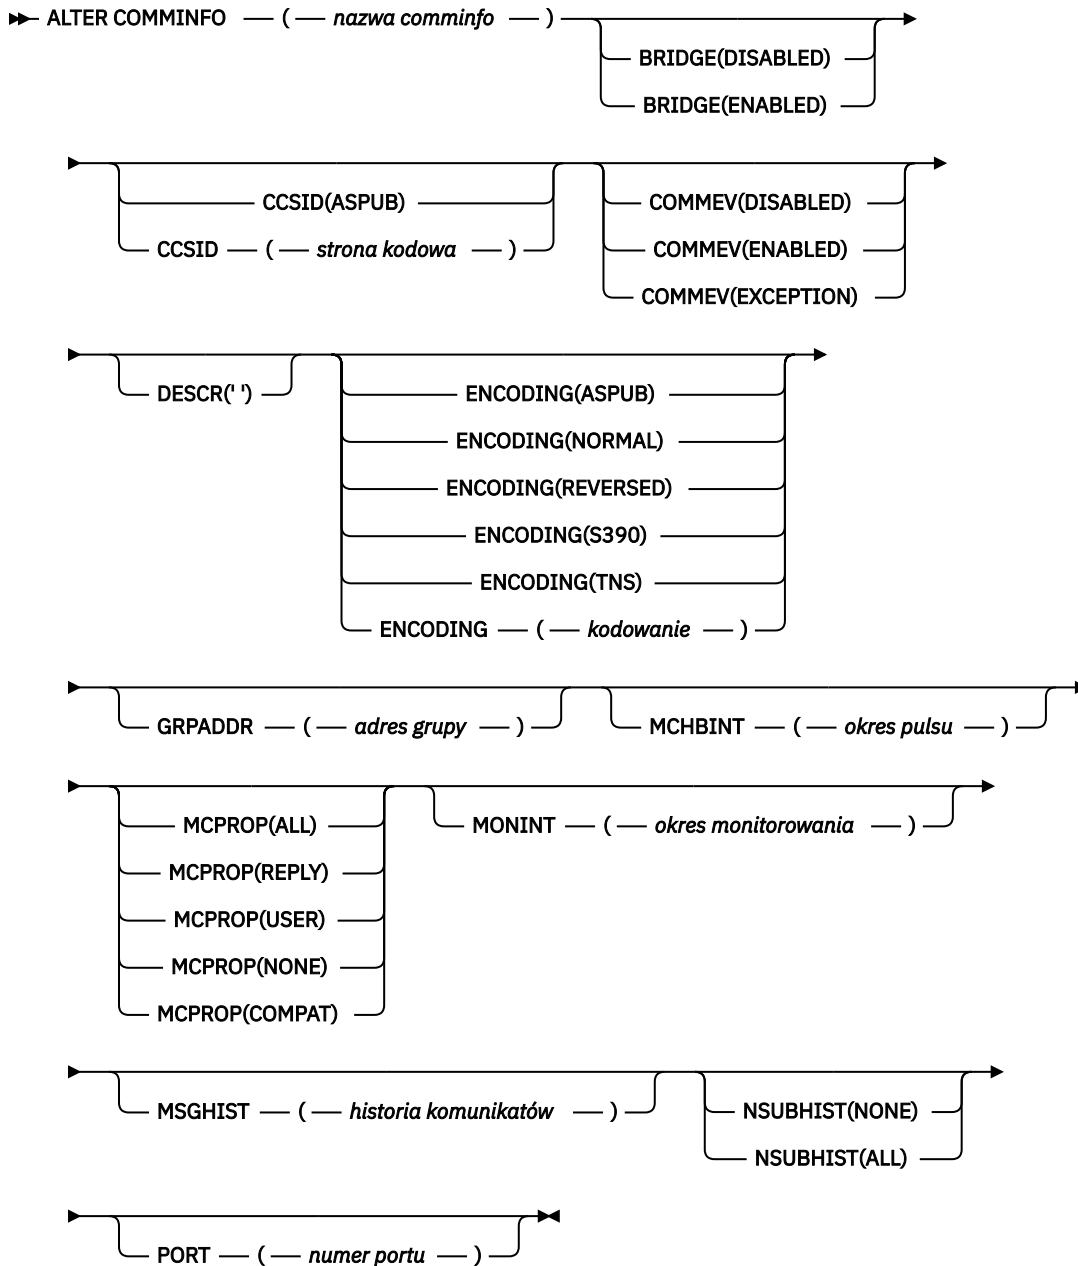 ALTER COMMINFO ( nazwa comminfo )
BRIDGE(DISABLED)
BRIDGE(ENABLED)
CCSID(ASPUB)
CCSID ( strona kodowa )
COMMEV(DISABLED)
COMMEV(ENABLED)
COMMEV(EXCEPTION)
DESCR(' ')
ENCODING(ASPUB)
ENCODING(NORMAL)
ENCODING(REVERSED)
ENCODING(S390)
ENCODING(TNS)
ENCODING ( kodowanie )
GRPADDR ( adres grupy )
MCHBINT ( okres pulsu )
MCPROP(ALL)
MCPROP(REPLY)
MCPROP(USER)
MCPROP(NONE)
MCPROP(COMPAT)
MONINT ( okres monitorowania )
MSGHIST ( historia komunikatów )
NSUBHIST(NONE)
NSUBHIST(ALL)
PORT ( numer portu )